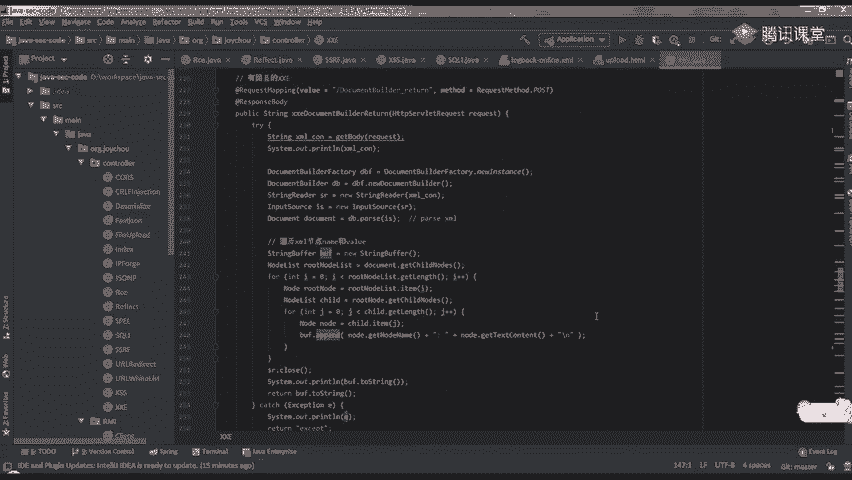 File Edit View Navigate Code Analyze Refactor Build Run Tools VCS Window Help
腾讯课堂
java-sec-code src main java org joychou controller XXE
Application
Git:
Project
Rce.java Reflect.java SSRF.java XSS.java SQLI.java logback-online.xml upload.html
java-sec-code D:\workspace\java-sec
.idea
src
main
java
org.joychou
controller
CORS
CRLFInjection
Deserialize
Fastjson
FileUpload
Index
IPForge
JSONP
Rce
Reflect
SPEL
SQLI
SSRF
URLRedirect
URLWhiteList
XSS
XXE
RMI
Client
// 有回显的XXE
@RequestMapping(value = "/DocumentBuilder_return", method = RequestMethod.POST)
@ResponseBody
public String xxeDocumentBuilderReturn(HttpServletRequest request) {
try {
String xml_con = getBody(request);
System.out.println(xml_con);
DocumentBuilderFactory dbf = DocumentBuilderFactory.newInstance();
DocumentBuilder db = dbf.newDocumentBuilder();
StringReader sr = new StringReader(xml_con);
InputSource is = new InputSource(sr);
Document document = db.parse(is); // parse xml
// 遍历xml节点name和value
StringBuffer buf = new StringBuffer();
NodeList rootNodeList = document.getChildNodes();
for (int i = 0; i < rootNodeList.getLength(); i++) {
Node rootNode = rootNodeList.item(i);
NodeList child = rootNode.getChildNodes();
for (int j = 0; j < child.getLength(); j++) {
Node node = child.item(j);
buf.append( node.getNodeName() + ": " + node.getTextContent() + "\n" );
}
}
sr.close();
System.out.println(buf.toString());
return buf.toString();
} catch (Exception e) {
System.out.println(e);
return "except";
XXE
TODO Version Control Spring Terminal Java Enterprise Event Log
IDE and Plugin Updates: IntelliJ IDEA is ready to update. (15 minutes ago) 147:1 LF UTF-8 4 spaces Git: master